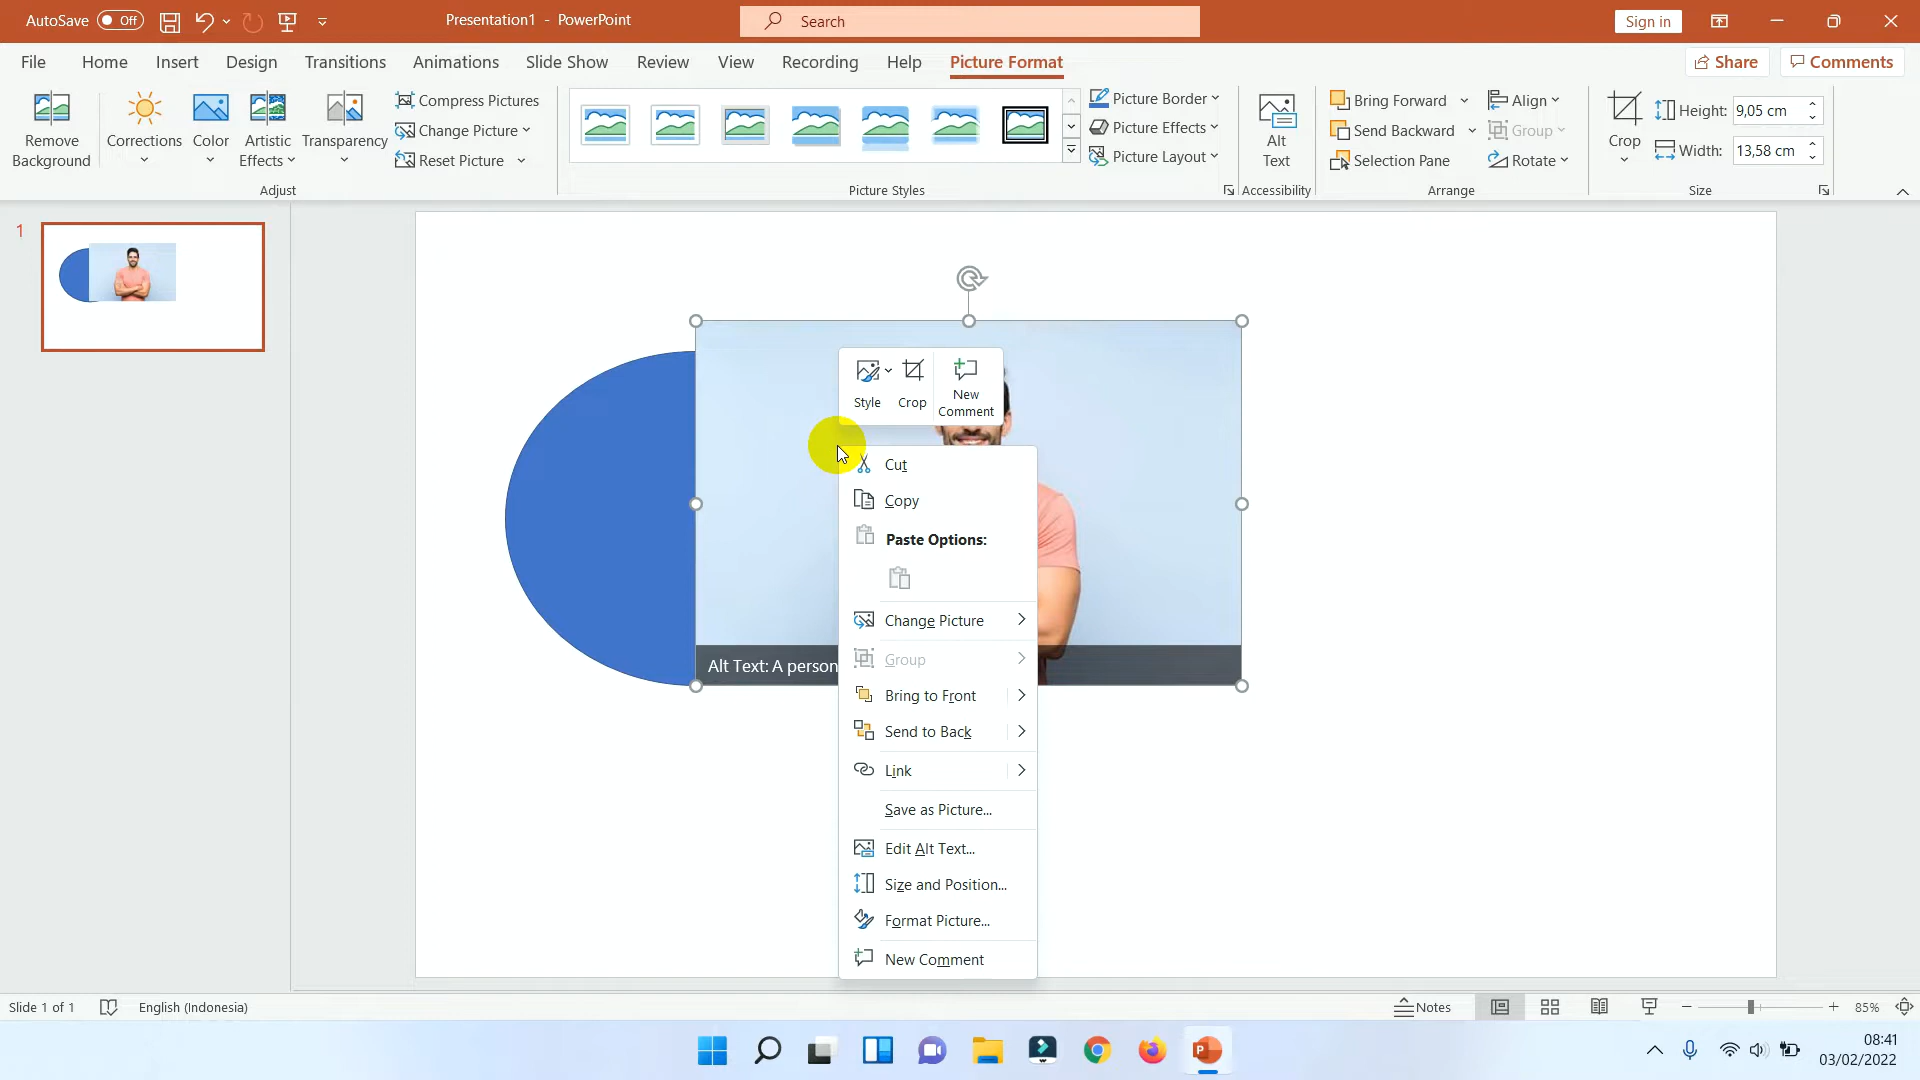 AutoSave Off
Presentation1 - PowerPoint
Search
Sign in
File Home Insert Design Transitions Animations Slide Show Review View Recording Help Picture Format
Share
Comments
Remove Background
Corrections
Color
Artistic Effects
Transparency
Compress Pictures
Change Picture
Reset Picture
Adjust
Picture Styles
Picture Border
Picture Effects
Picture Layout
Alt Text
Accessibility
Bring Forward
Send Backward
Selection Pane
Align
Group
Rotate
Arrange
Crop
Height: 9,05 cm
Width: 13,58 cm
Size
1
Style
Crop
New Comment
Cut
Copy
Paste Options:
Change Picture
Group
Bring to Front
Send to Back
Link
Save as Picture...
Edit Alt Text...
Size and Position...
Format Picture...
New Comment
Alt Text: A person
Slide 1 of 1
English (Indonesia)
Notes
85%
08:41
03/02/2022